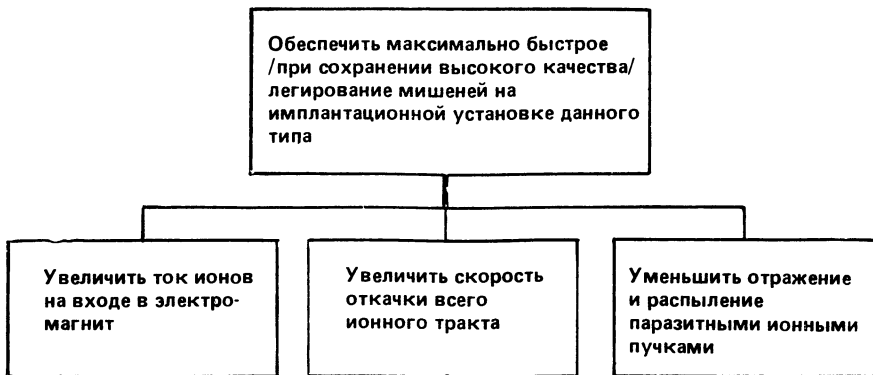 Обеспечить максимально быстрое
/при сохранении высокого качества/
легирование мишеней на
имплантационной установке данного
типа
Увеличить ток ионов
на входе в электро-
магнит
Увеличить скорость
откачки всего
ионного тракта
Уменьшить отражение
и распыление
паразитными ионными
пучками